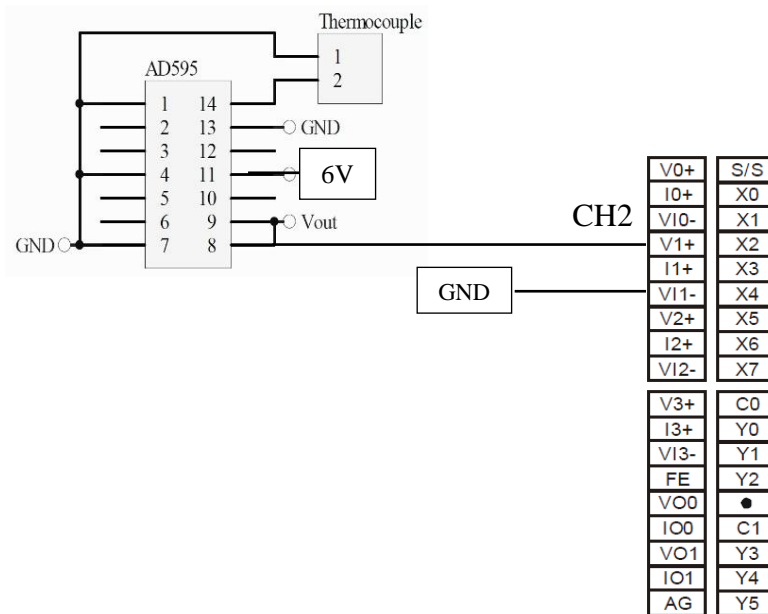 Thermocouple
1
2
AD595
1 14
2 13 GND
3 12
4 11 6V
5 10
6 9 Vout
GND 7 8
CH2
GND
V0+ S/S
I0+ X0
VI0- X1
V1+ X2
I1+ X3
VI1- X4
V2+ X5
I2+ X6
VI2- X7
V3+ C0
I3+ Y0
VI3- Y1
FE Y2
VO0 ●
IO0 C1
VO1 Y3
IO1 Y4
AG Y5